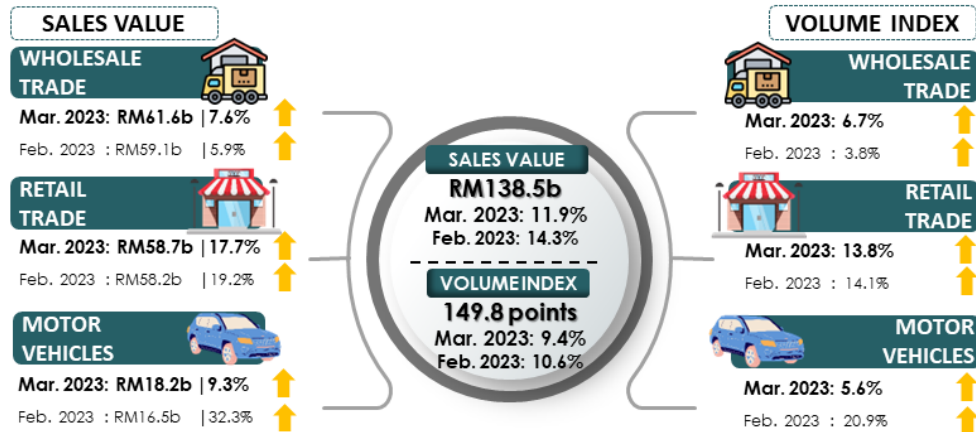 SALES VALUE
WHOLESALE
TRADE
Mar. 2023: RM61.6b |7.6%
Feb. 2023 : RM59.1b |5.9%
RETAIL
TRADE
Mar. 2023: RM58.7b |17.7%
Feb. 2023 : RM58.2b |19.2%
MOTOR
VEHICLES
Mar. 2023: RM18.2b |9.3%
Feb. 2023 : RM16.5b |32.3%
SALES VALUE
RM138.5b
Mar. 2023: 11.9%
Feb. 2023: 14.3%
VOLUME INDEX
149.8 points
Mar. 2023: 9.4%
Feb. 2023: 10.6%
VOLUME INDEX
WHOLESALE
TRADE
Mar. 2023: 6.7%
Feb. 2023 : 3.8%
RETAIL
TRADE
Mar. 2023: 13.8%
Feb. 2023 : 14.1%
MOTOR
VEHICLES
Mar. 2023: 5.6%
Feb. 2023 : 20.9%